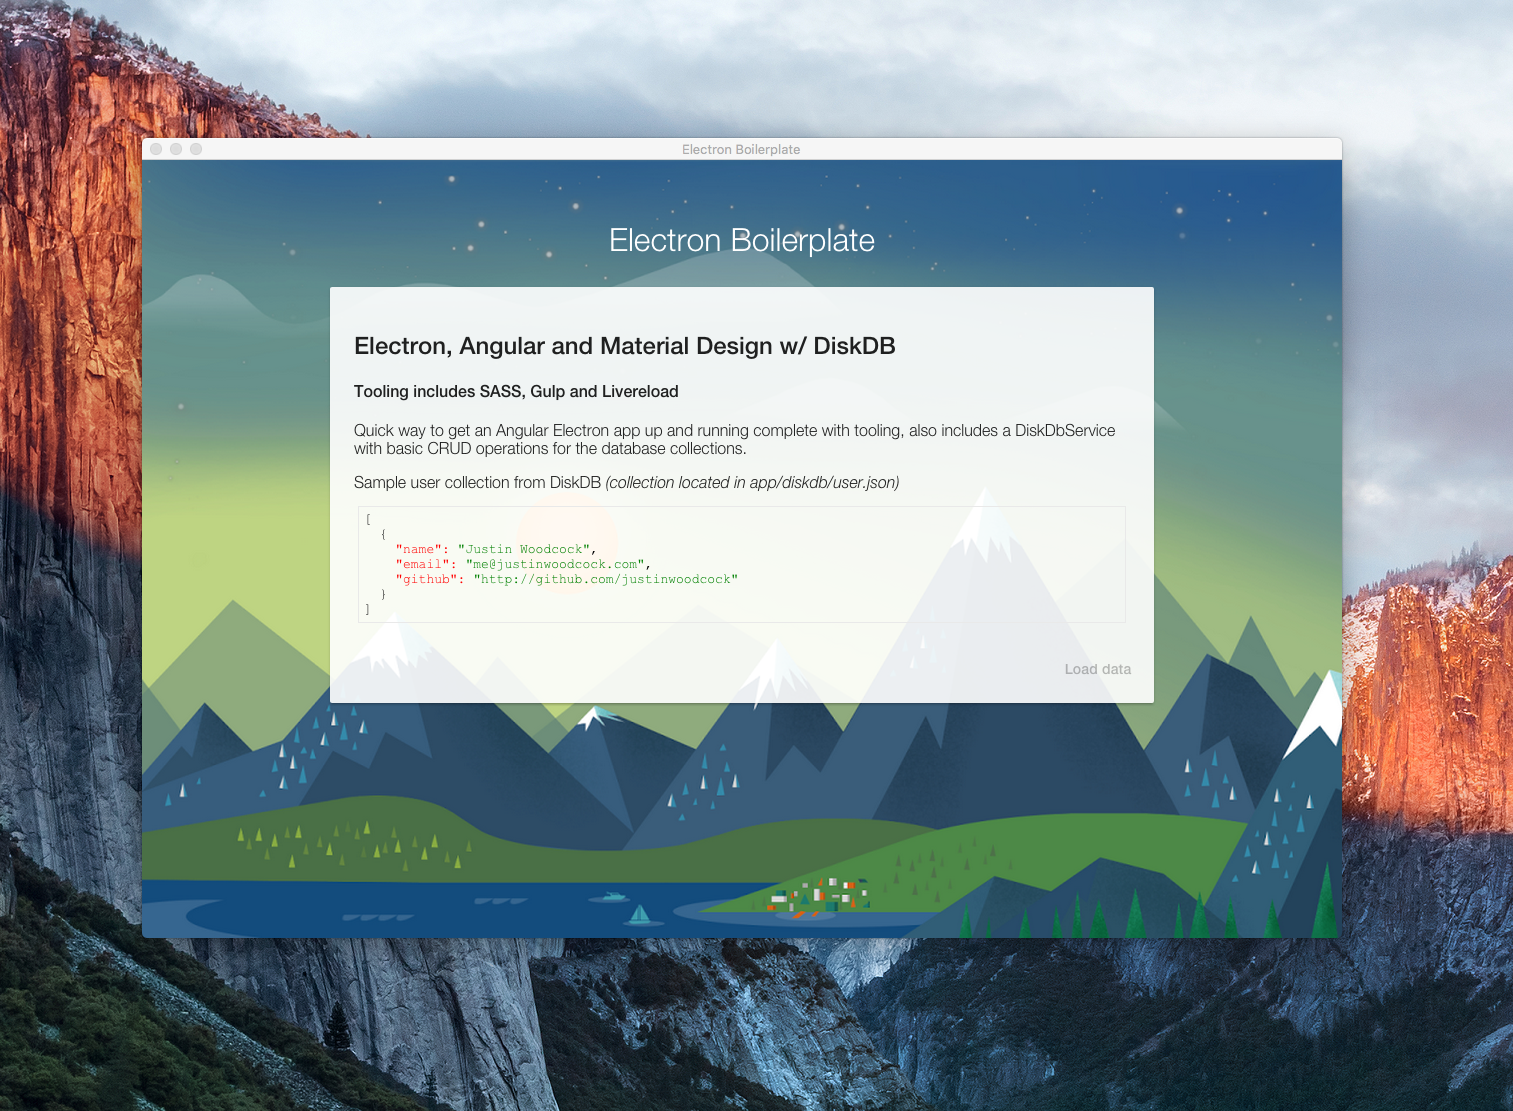 Electron Boilerplate
Electron Boilerplate
Electron, Angular and Material Design w/ DiskDB
Tooling includes SASS, Gulp and Livereload
Quick way to get an Angular Electron app up and running complete with tooling, also includes a DiskDbService
with basic CRUD operations for the database collections.
Sample user collection from DiskDB (collection located in app/diskdb/user.json)
[
  {
    "name": "Justin Woodcock",
    "email": "me@justinwoodcock.com",
    "github": "http://github.com/justinwoodcock"
  }
]
Load data